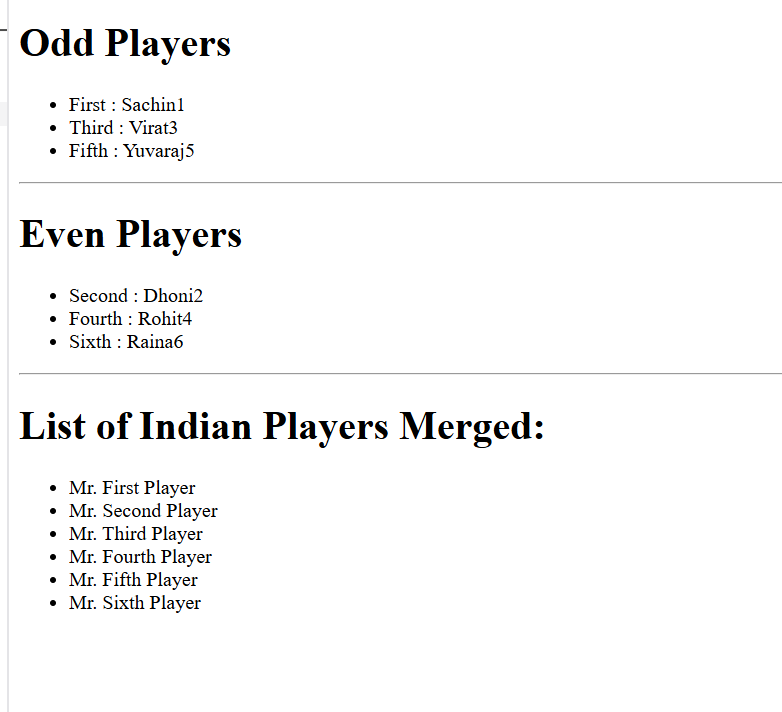 Odd Players
First : Sachin1
Third : Virat3
Fifth : Yuvaraj5
Even Players
Second : Dhoni2
Fourth : Rohit4
Sixth : Raina6
List of Indian Players Merged:
Mr. First Player
Mr. Second Player
Mr. Third Player
Mr. Fourth Player
Mr. Fifth Player
Mr. Sixth Player